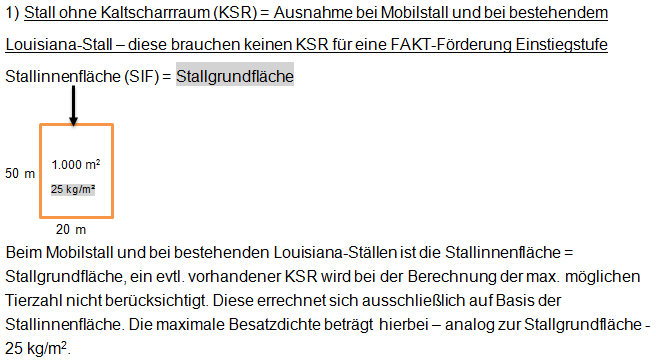 1) Stall ohne Kaltscharrraum (KSR) = Ausnahme bei Mobilstall und bei bestehendem
Louisiana-Stall – diese brauchen keinen KSR für eine FAKT-Förderung Einstiegstufe
Stallinnenfläche (SIF) = Stallgrundfläche
1.000 m²
50 m
25 kg/m²
20 m
Beim Mobilstall und bei bestehenden Louisiana-Ställen ist die Stallinnenfläche =
Stallgrundfläche, ein evtl. vorhandener KSR wird bei der Berechnung der max. möglichen
Tierzahl nicht berücksichtigt. Diese errechnet sich ausschließlich auf Basis der
Stallinnenfläche. Die maximale Besatzdichte beträgt hierbei – analog zur Stallgrundfläche -
25 kg/m².